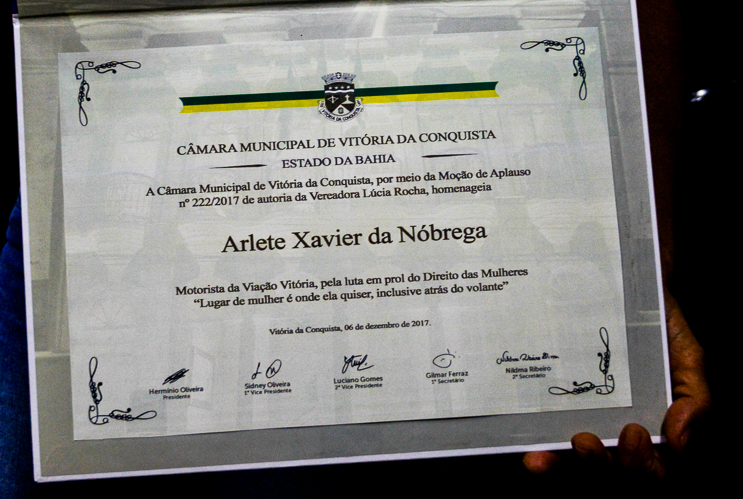 VITÓRIA DA CONQUISTA
CÂMARA MUNICIPAL DE VITÓRIA DA CONQUISTA
ESTADO DA BAHIA
A Câmara Municipal de Vitória da Conquista, por meio da Moção de Aplauso
nº 222/2017 de autoria da Vereadora Lúcia Rocha, homenageia
Arlete Xavier da Nóbrega
Motorista da Viação Vitória, pela luta em prol do Direito das Mulheres
“Lugar de mulher é onde ela quiser, inclusive atrás do volante”
Vitória da Conquista, 06 de dezembro de 2017.
Hermínio Oliveira
Presidente
Sidney Oliveira
1º Vice Presidente
Luciano Gomes
2º Vice Presidente
Gilmar Ferraz
1º Secretário
Nildma Ribeiro
2º Secretário